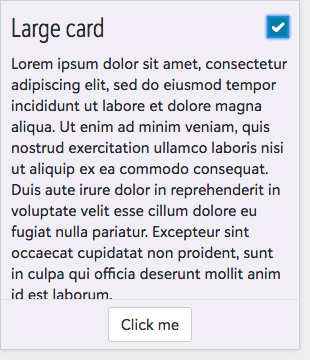 Large card
Lorem ipsum dolor sit amet, consectetur
adipiscing elit, sed do eiusmod tempor
incididunt ut labore et dolore magna
aliqua. Ut enim ad minim veniam, quis
nostrud exercitation ullamco laboris nisi
ut aliquip ex ea commodo consequat.
Duis aute irure dolor in reprehenderit in
voluptate velit esse cillum dolore eu
fugiat nulla pariatur. Excepteur sint
occaecat cupidatat non proident, sunt
in culpa qui officia deserunt mollit anim
id est laborum.
Click me